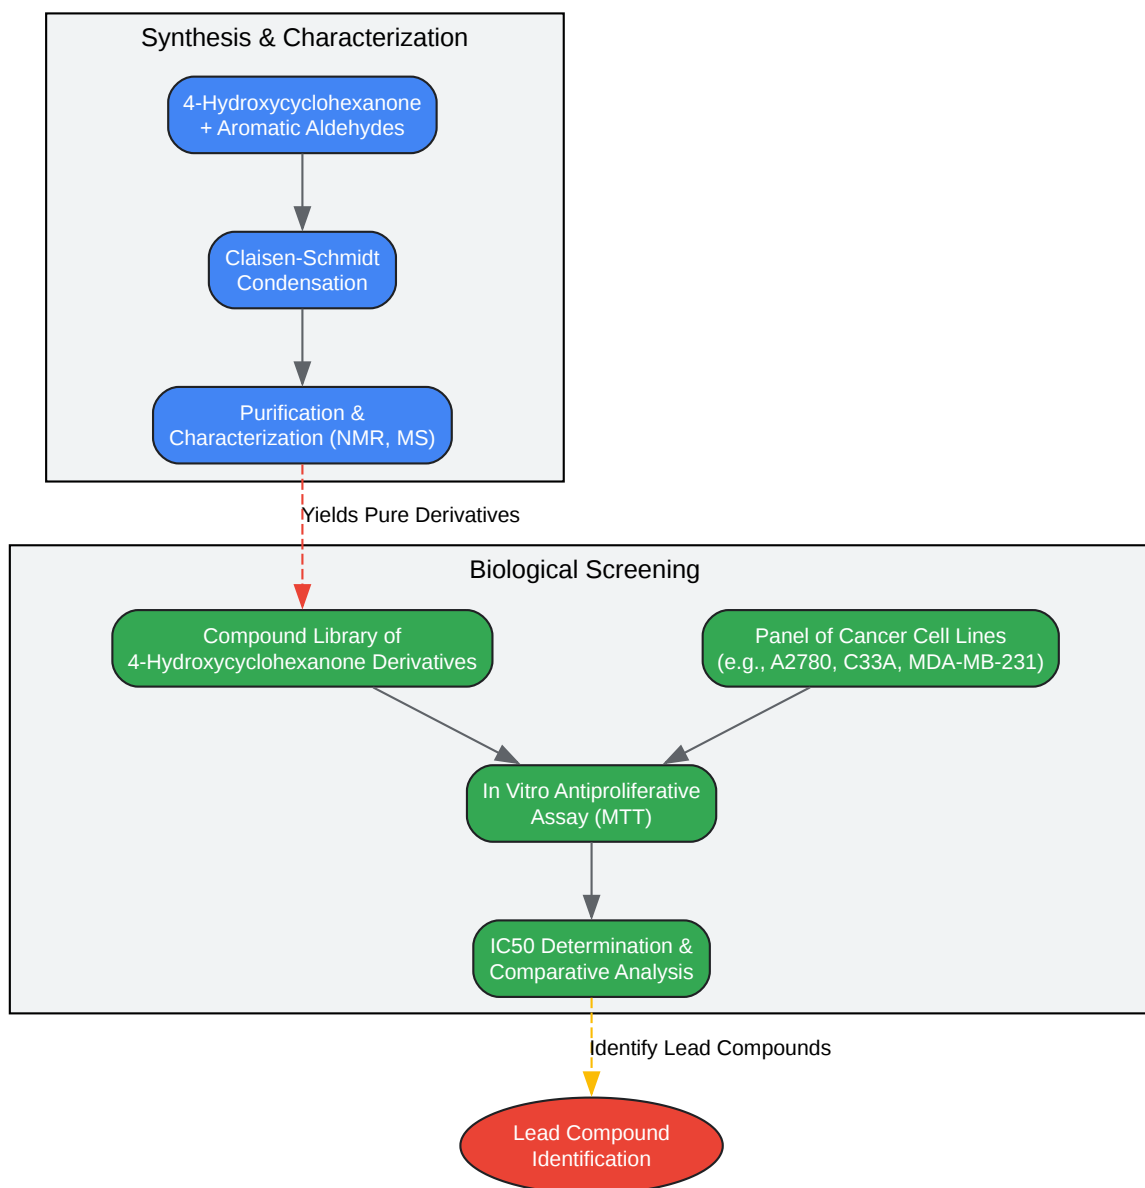 Synthesis & Characterization
4-Hydroxycyclohexanone
+ Aromatic Aldehydes
Claisen-Schmidt
Condensation
Purification &
Characterization (NMR, MS)
Yields Pure Derivatives
Biological Screening
Compound Library of
4-Hydroxycyclohexanone Derivatives
Panel of Cancer Cell Lines
(e.g., A2780, C33A, MDA-MB-231)
In Vitro Antiproliferative
Assay (MTT)
IC50 Determination &
Comparative Analysis
Identify Lead Compounds
Lead Compound
Identification